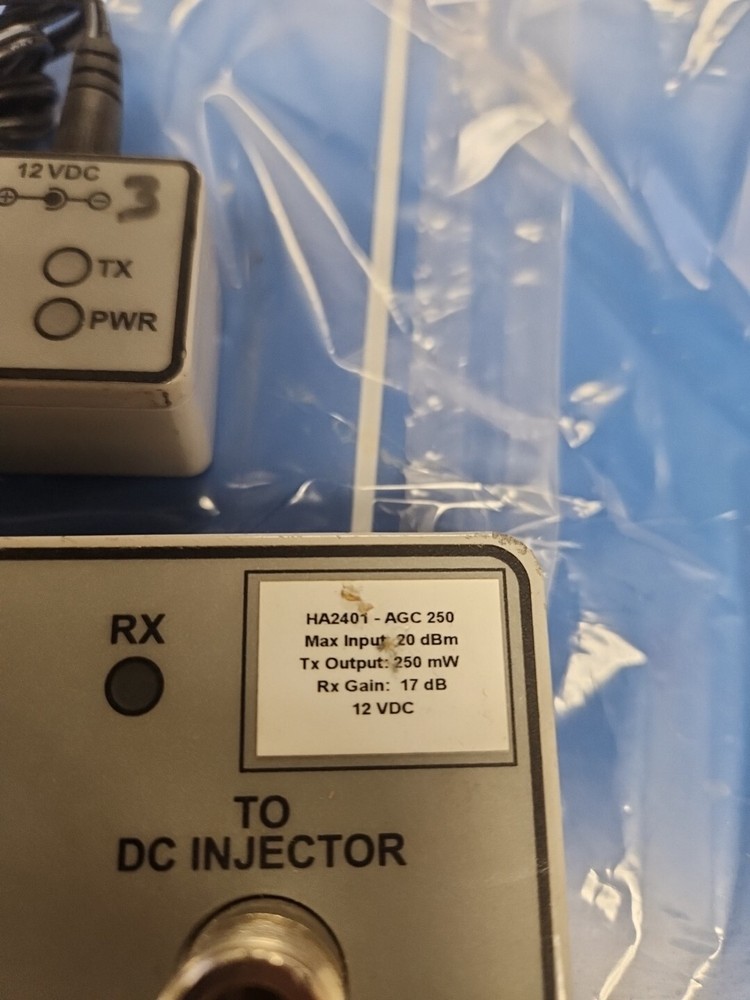 12 VDC
3
TX
PWR
RX
HA2401 - AGC 250
Max Input: 20 dBm
Tx Output: 250 mW
Rx Gain: 17 dB
12 VDC
TO
DC INJECTOR